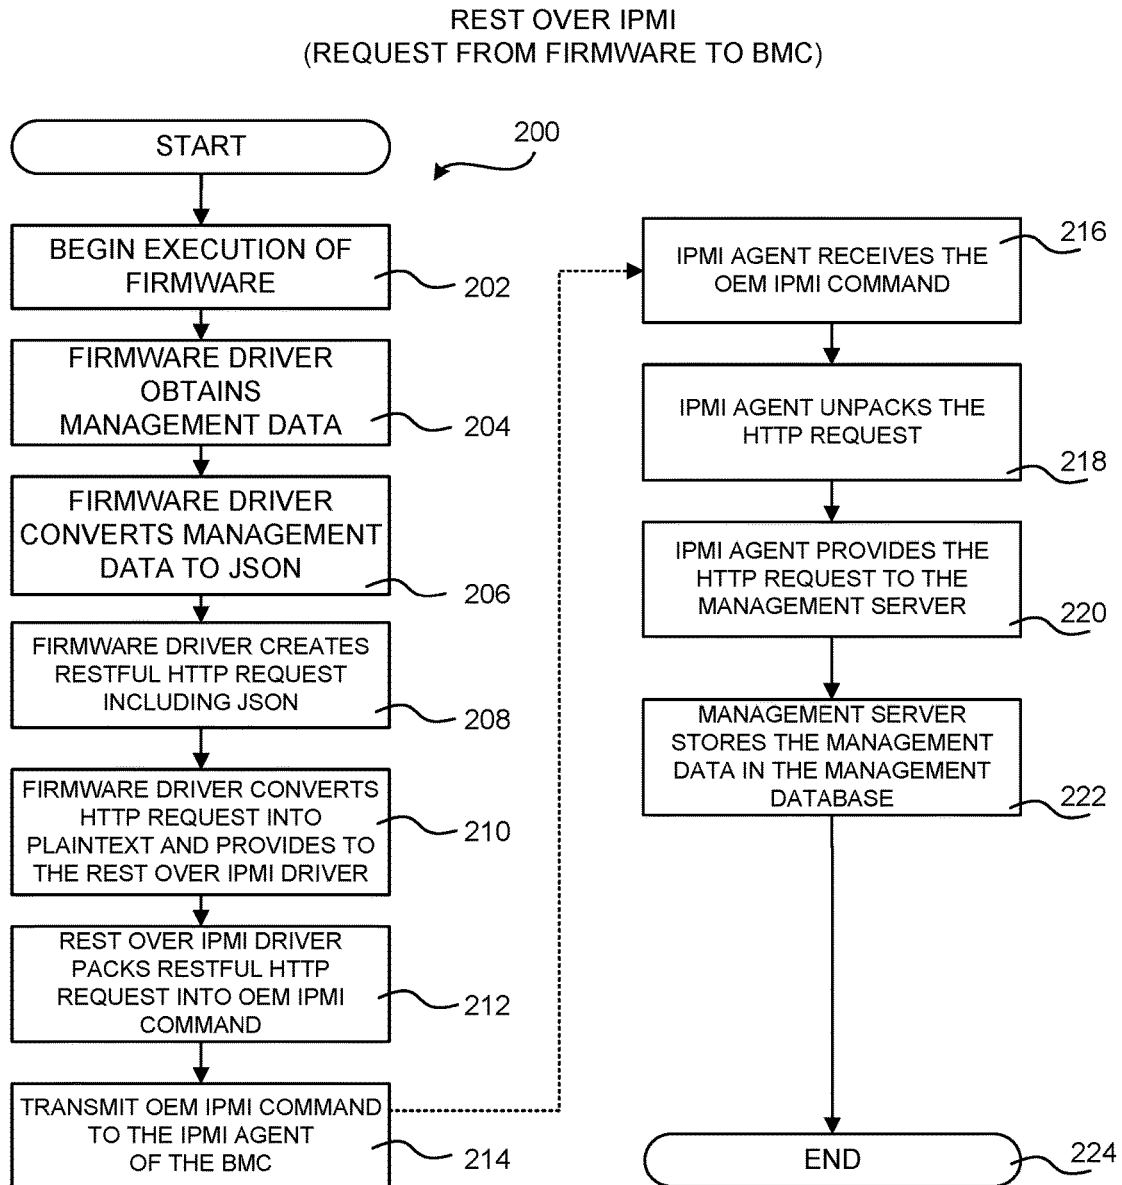 REST OVER IPMI
(REQUEST FROM FIRMWARE TO BMC)
START
200
BEGIN EXECUTION OF
FIRMWARE
202
FIRMWARE DRIVER
OBTAINS
MANAGEMENT DATA
204
FIRMWARE DRIVER
CONVERTS MANAGEMENT
DATA TO JSON
206
FIRMWARE DRIVER CREATES
RESTFUL HTTP REQUEST
INCLUDING JSON
208
FIRMWARE DRIVER CONVERTS
HTTP REQUEST INTO
PLAINTEXT AND PROVIDES TO
THE REST OVER IPMI DRIVER
210
REST OVER IPMI DRIVER
PACKS RESTFUL HTTP
REQUEST INTO OEM IPMI
COMMAND
212
TRANSMIT OEM IPMI COMMAND
TO THE IPMI AGENT
OF THE BMC
214
IPMI AGENT RECEIVES THE
OEM IPMI COMMAND
216
IPMI AGENT UNPACKS THE
HTTP REQUEST
218
IPMI AGENT PROVIDES THE
HTTP REQUEST TO THE
MANAGEMENT SERVER
220
MANAGEMENT SERVER
STORES THE MANAGEMENT
DATA IN THE MANAGEMENT
DATABASE
222
END
224